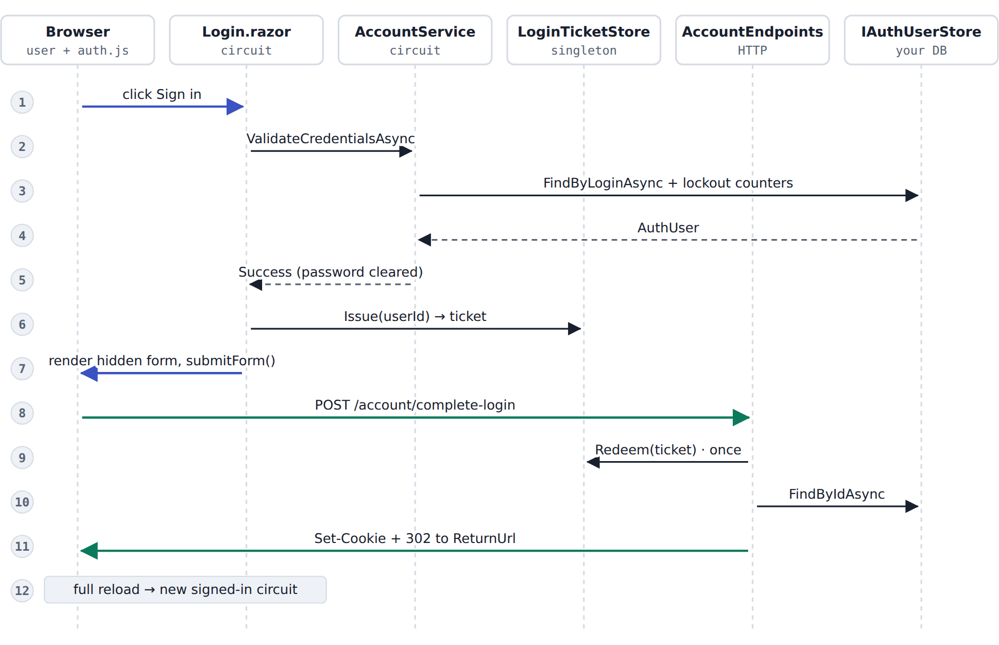 Browser
user + auth.js
Login.razor
circuit
AccountService
circuit
LoginTicketStore
singleton
AccountEndpoints
HTTP
IAuthUserStore
your DB
1
click Sign in
2
ValidateCredentialsAsync
3
FindByLoginAsync + lockout counters
4
AuthUser
5
Success (password cleared)
6
Issue(userId) → ticket
7
render hidden form, submitForm()
8
POST /account/complete-login
9
Redeem(ticket) · once
10
FindByIdAsync
11
Set-Cookie + 302 to ReturnUrl
12
full reload → new signed-in circuit